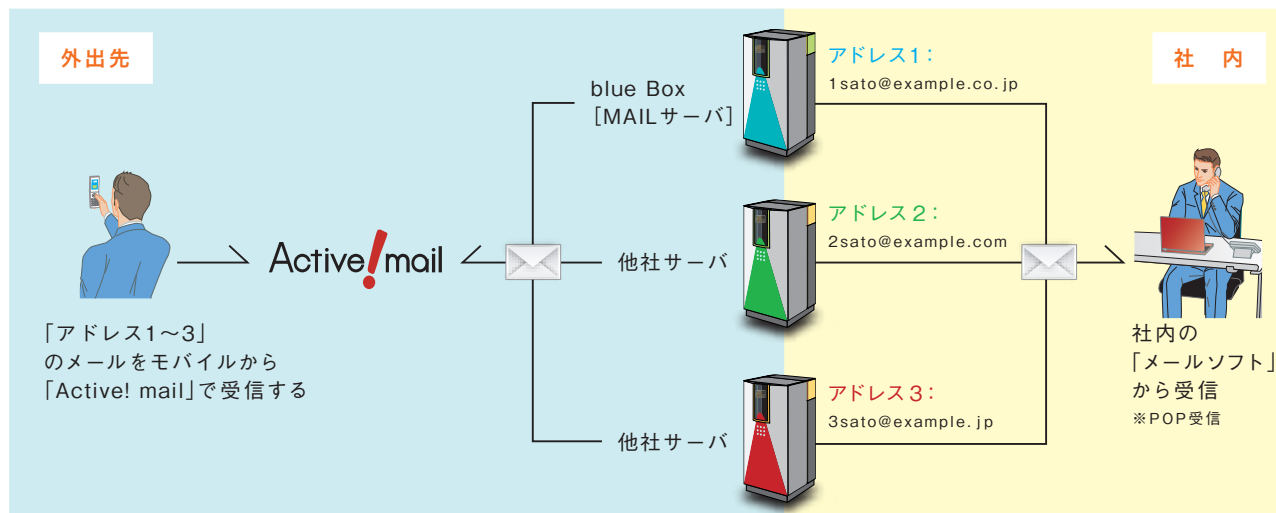 外出先
「アドレス1〜3」
のメールをモバイルから
「Active! mail」で受信する
Active! mail
blue Box
[MAILサーバ]
他社サーバ
他社サーバ
アドレス1:
1sato@example.co.jp
アドレス2:
2sato@example.com
アドレス3:
3sato@example.jp
社 内
社内の
「メールソフト」
から受信
※POP受信